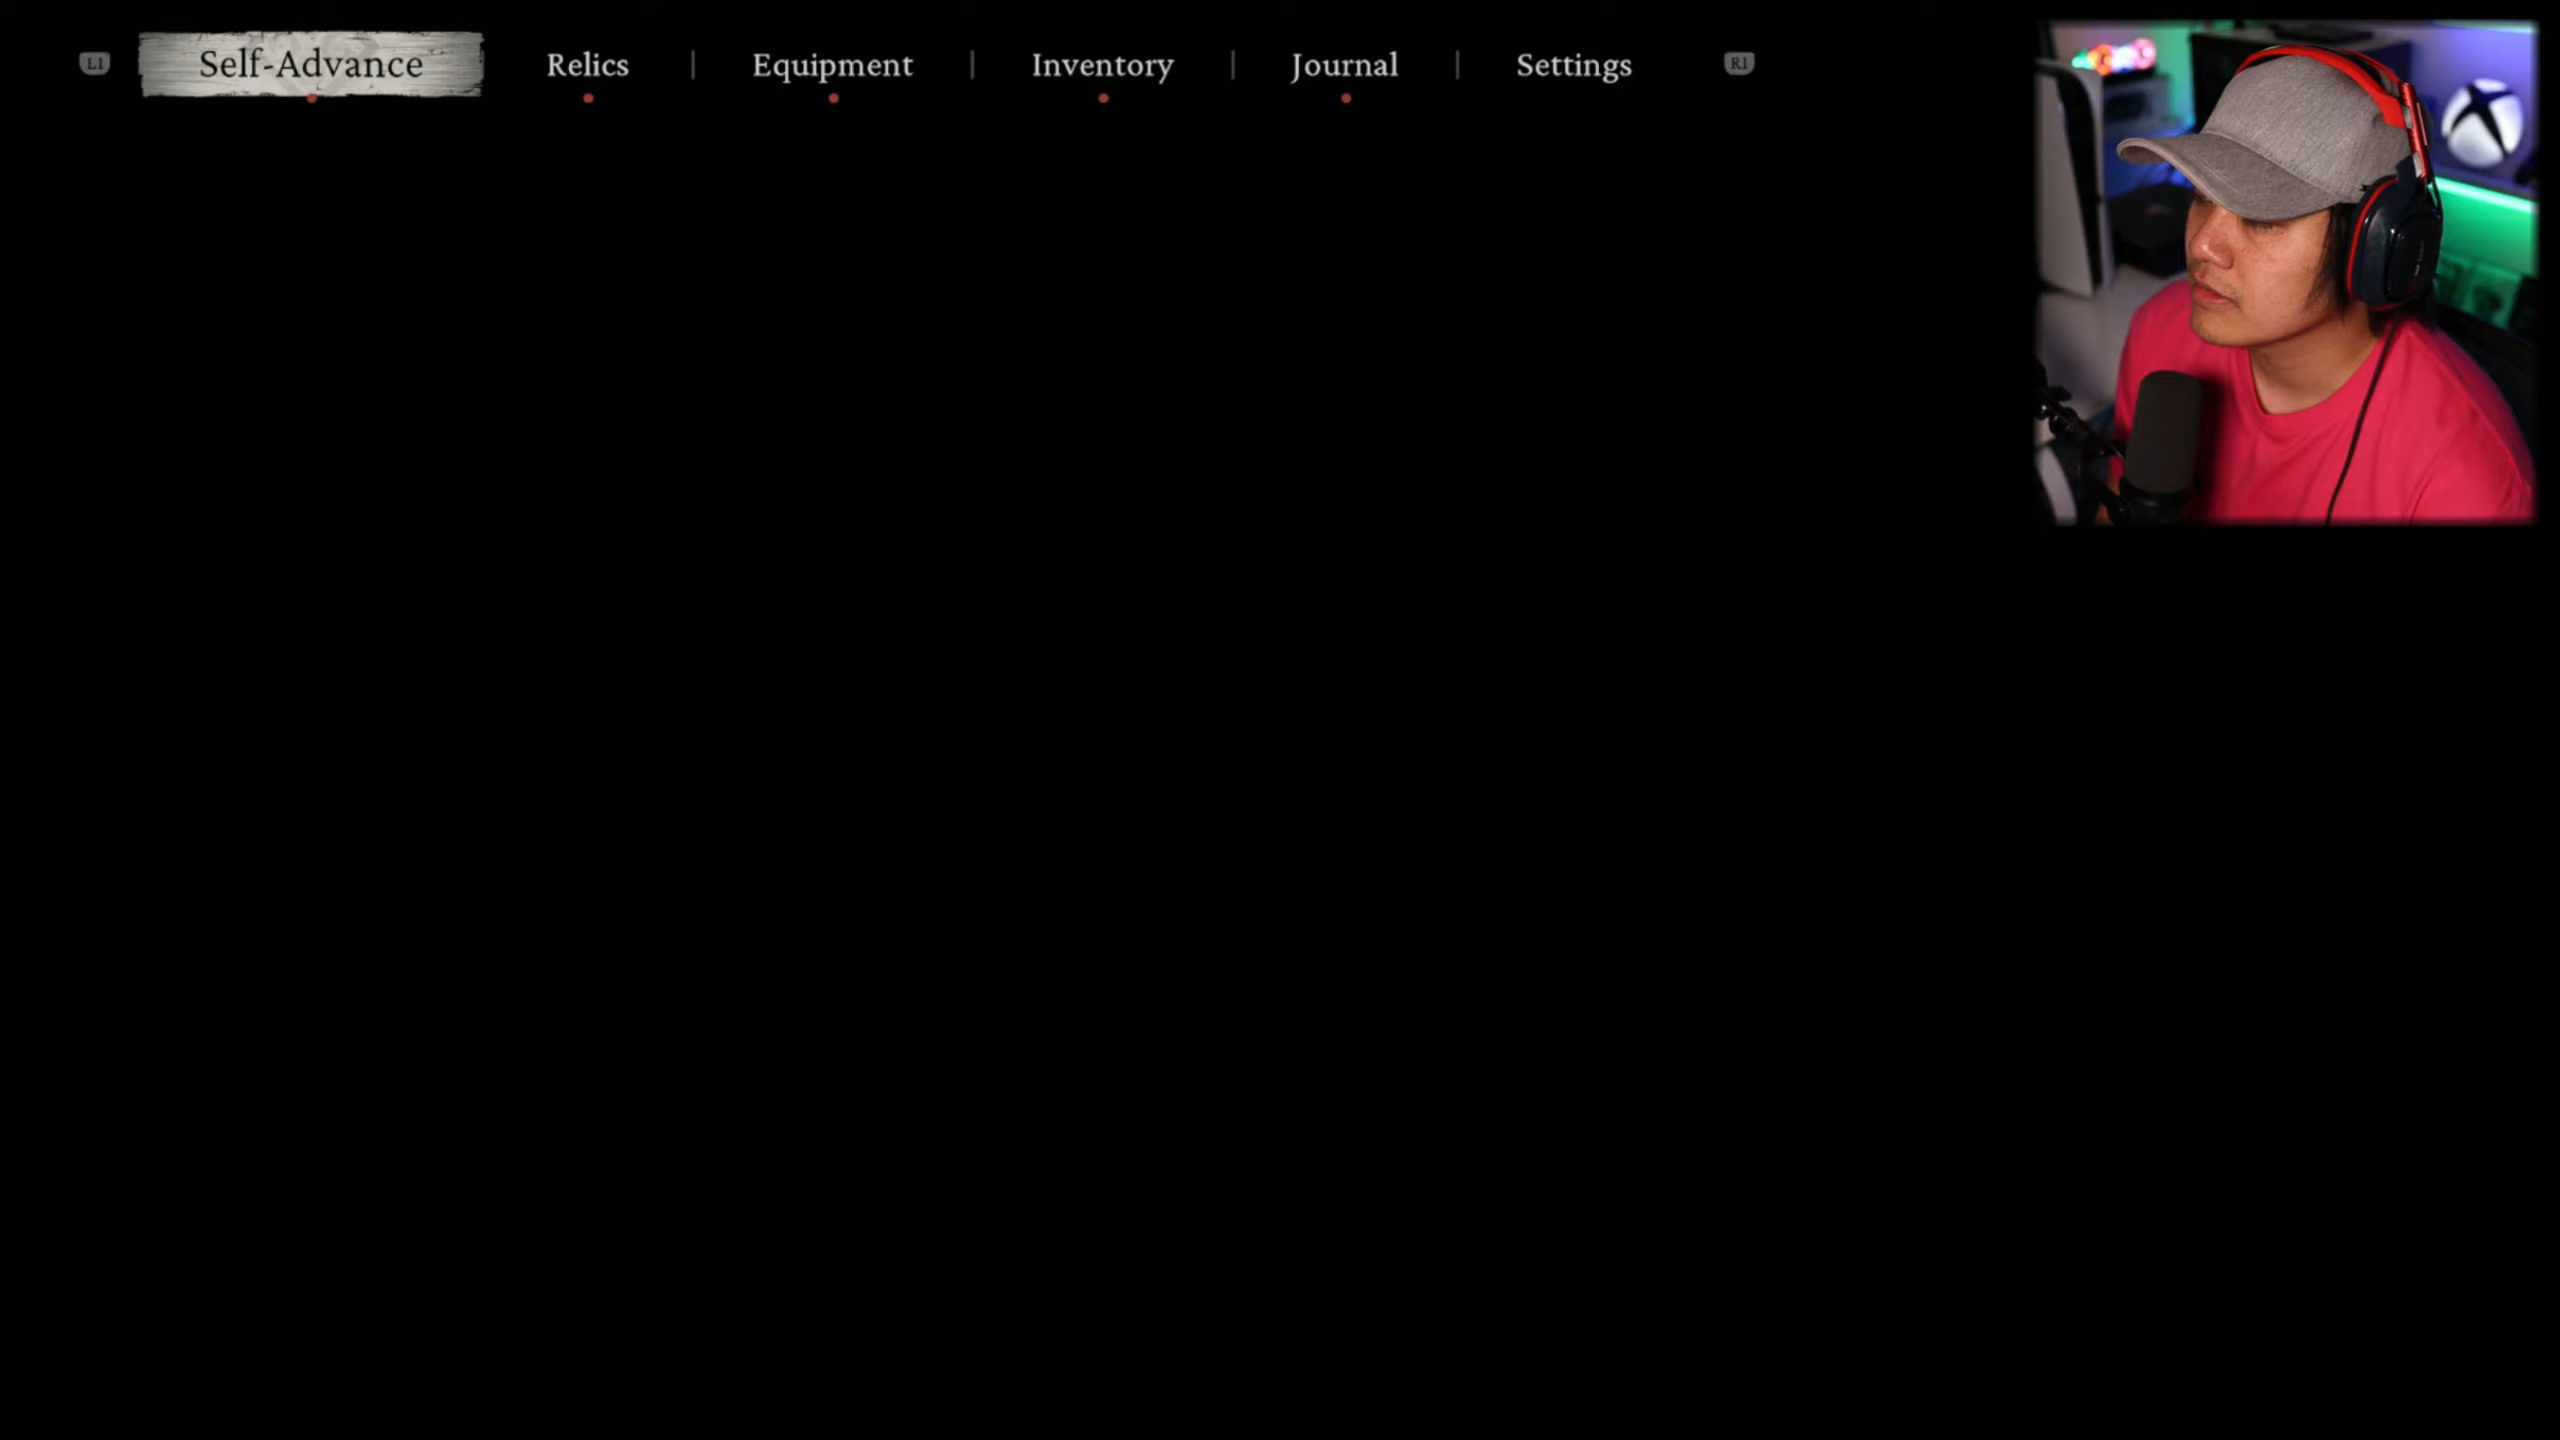 L1 Self-Advance Relics | Equipment | Inventory | Journal | Settings R1